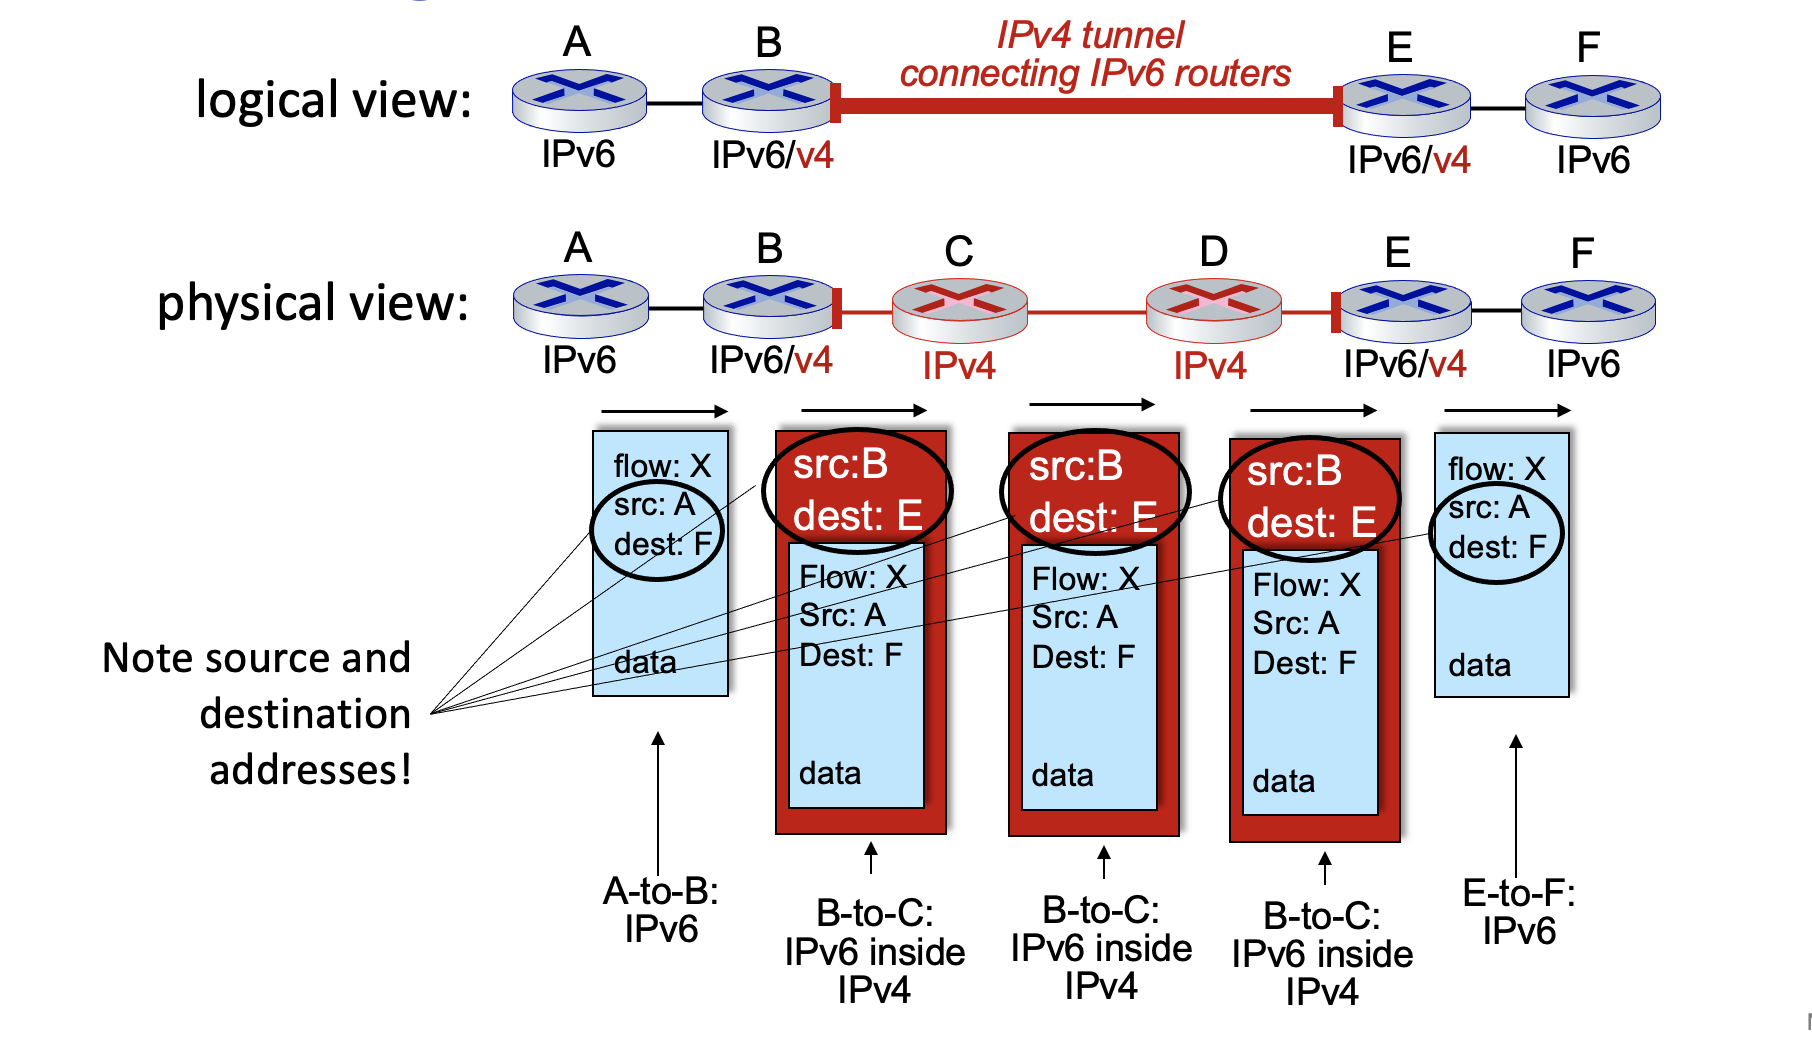 IPv4 tunnel
connecting IPv6 routers
A
B
E
F
logical view:
IPv6
IPv6/v4
IPv6/v4
IPv6
A
B
C
D
E
F
physical view:
IPv6
IPv6/v4
IPv4
IPv4
IPv6/v4
IPv6
flow: X
src: A
dest: F
data
src:B
dest: E
Flow: X
Src: A
Dest: F
data
src:B
dest: E
Flow: X
Src: A
Dest: F
data
src:B
dest: E
Flow: X
Src: A
Dest: F
data
flow: X
src: A
dest: F
data
Note source and
destination
addresses!
A-to-B:
IPv6
B-to-C:
IPv6 inside
IPv4
B-to-C:
IPv6 inside
IPv4
B-to-C:
IPv6 inside
IPv4
E-to-F:
IPv6